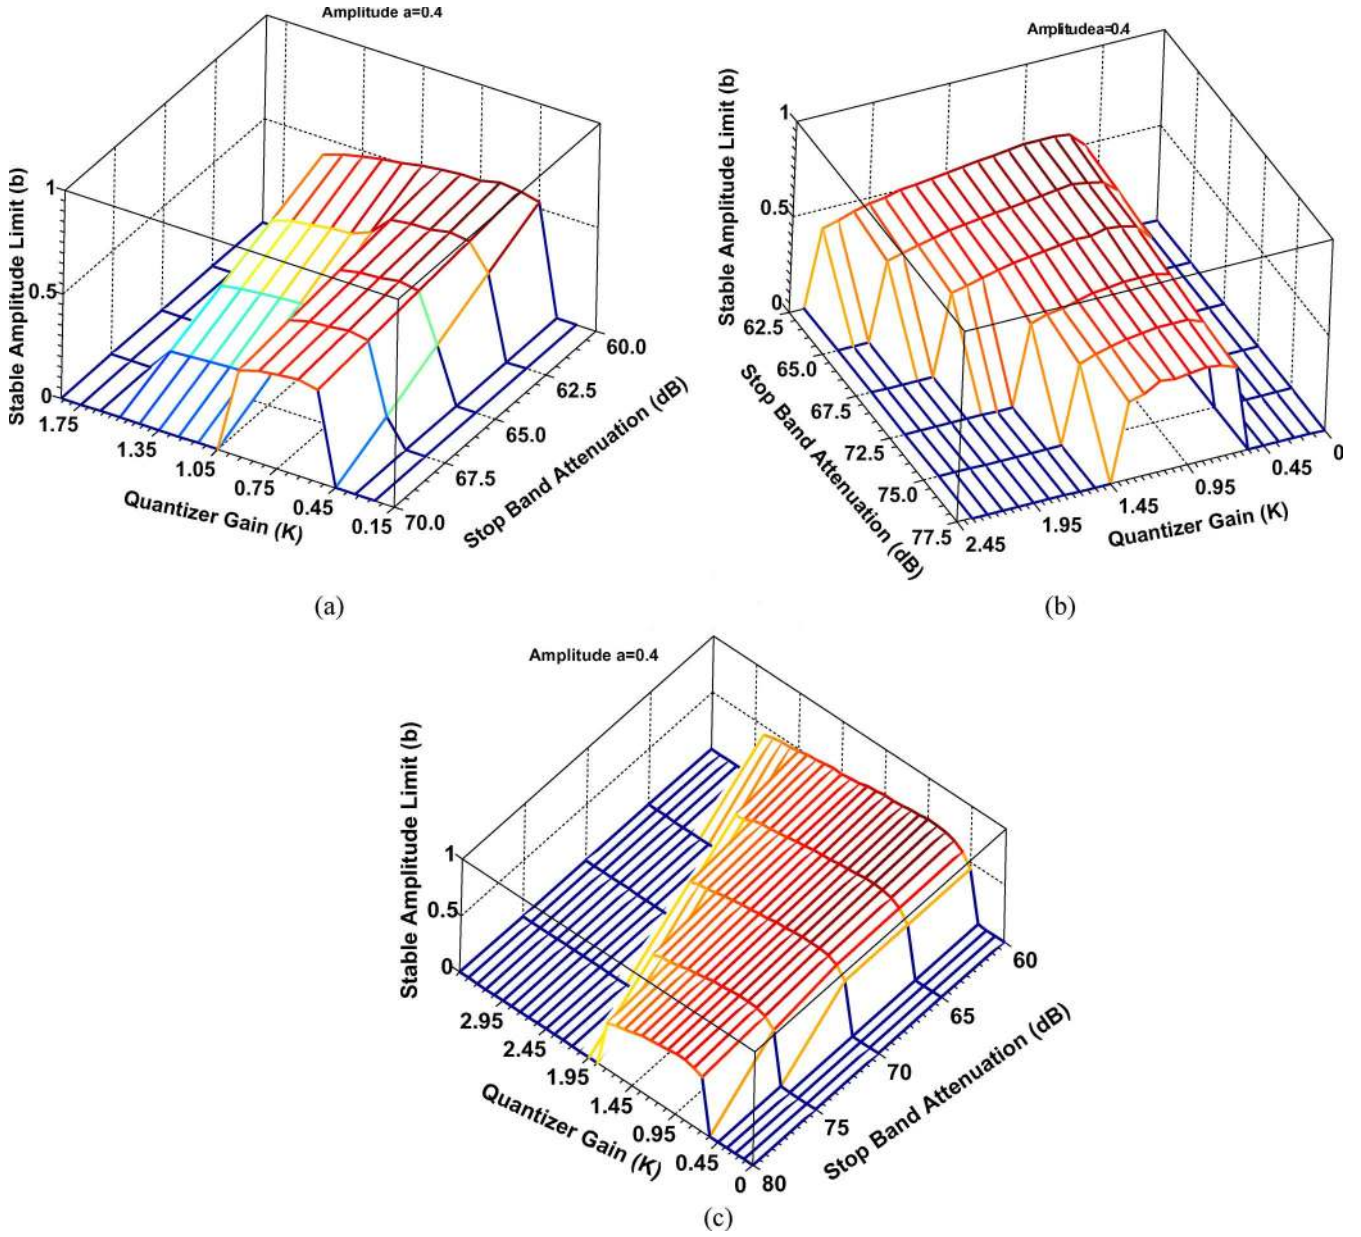 Amplitude a=0.4
Stable Amplitude Limit (b)
1
0.5
0
1.75
1.35
1.05
0.75
0.45
0.15
Quantizer Gain (K)
60.0
62.5
65.0
67.5
70.0
Stop Band Attenuation (dB)
(a)
Amplitudea=0.4
Stable Amplitude Limit (b)
1
0.5
0
62.5
65.0
67.5
72.5
75.0
77.5
Stop Band Attenuation (dB)
2.45
1.95
1.45
0.95
0.45
0
Quantizer Gain (K)
(b)
Amplitude a=0.4
Stable Amplitude Limit (b)
1
0.5
0
2.95
2.45
1.95
1.45
0.95
0.45
0
Quantizer Gain (K)
60
65
70
75
80
Stop Band Attenuation (dB)
(c)